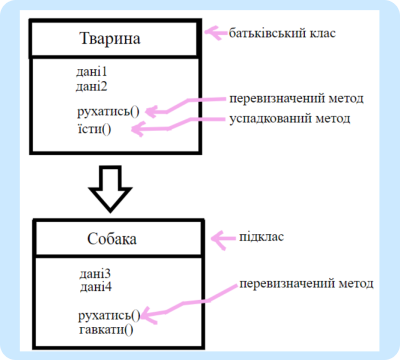 Тварина
батьківський клас
дані1
дані2
рухатись()
перевизначений метод
їсти()
успадкований метод
Собака
підклас
дані3
дані4
перевизначений метод
рухатись()
гавкати()